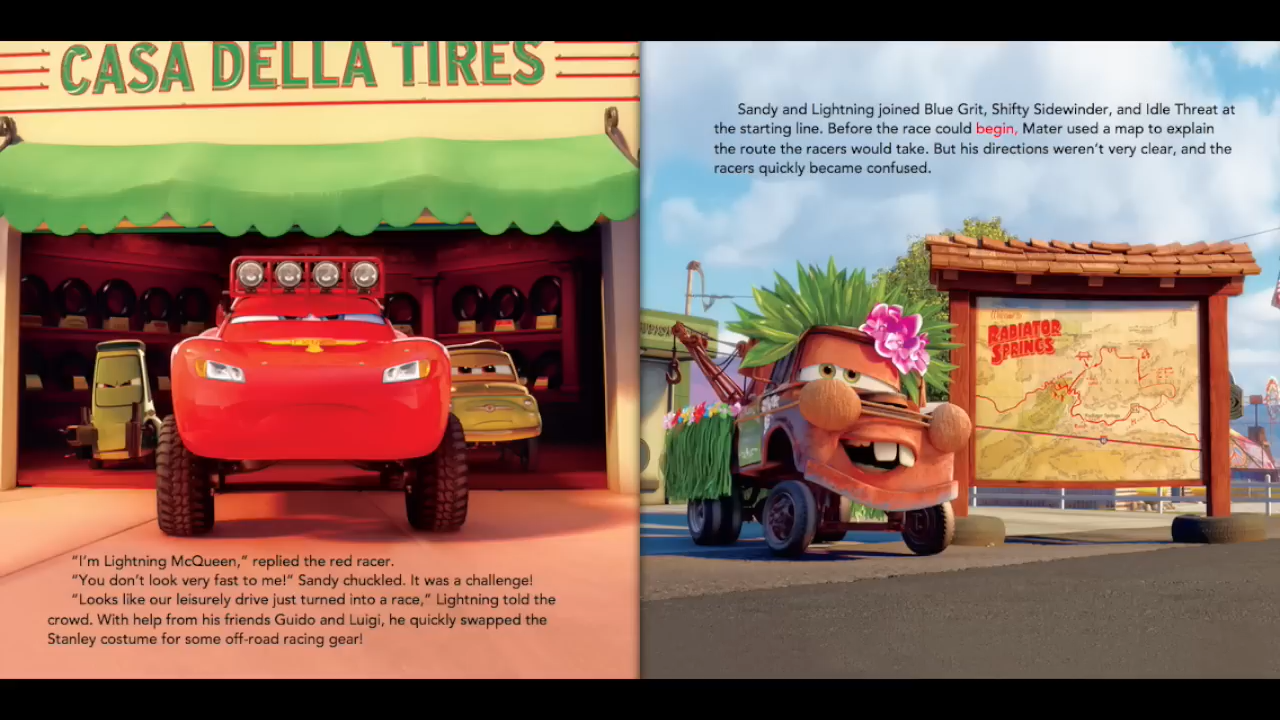 CASA DELLA TIRES
"I'm Lightning McQueen," replied the red racer.
"You don't look very fast to me!" Sandy chuckled. It was a challenge!
"Looks like our leisurely drive just turned into a race," Lightning told the
crowd. With help from his friends Guido and Luigi, he quickly swapped the
Stanley costume for some off-road racing gear!
Sandy and Lightning joined Blue Grit, Shifty Sidewinder, and Idle Threat at
the starting line. Before the race could begin, Mater used a map to explain
the route the racers would take. But his directions weren't very clear, and the
racers quickly became confused.
RADIATOR
SPRINGS